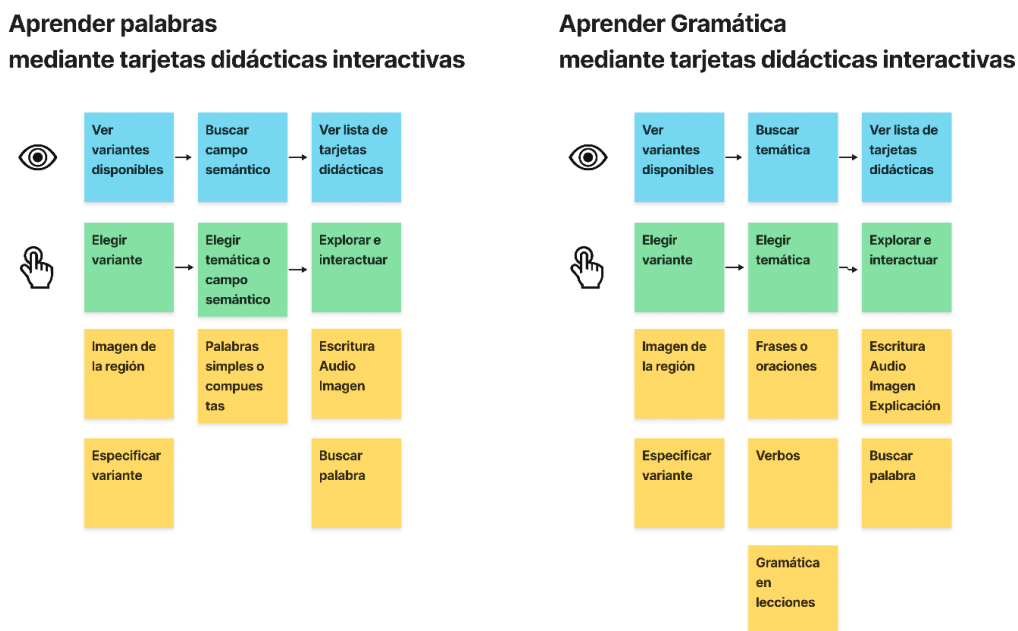 Aprender palabras
mediante tarjetas didácticas interactivas
Ver
variantes
disponibles
Buscar
campo
semántico
Ver lista de
tarjetas
didácticas
Elegir
variante
Elegir
temática o
campo
semántico
Explorar e
interactuar
Imagen de
la región
Palabras
simples o
compues
tas
Escritura
Audio
Imagen
Especificar
variante
Buscar
palabra
Aprender Gramática
mediante tarjetas didácticas interactivas
Ver
variantes
disponibles
Buscar
temática
Ver lista de
tarjetas
didácticas
Elegir
variante
Elegir
temática
Explorar e
interactuar
Imagen de
la región
Frases o
oraciones
Escritura
Audio
Imagen
Explicación
Especificar
variante
Verbos
Buscar
palabra
Gramática
en
lecciones